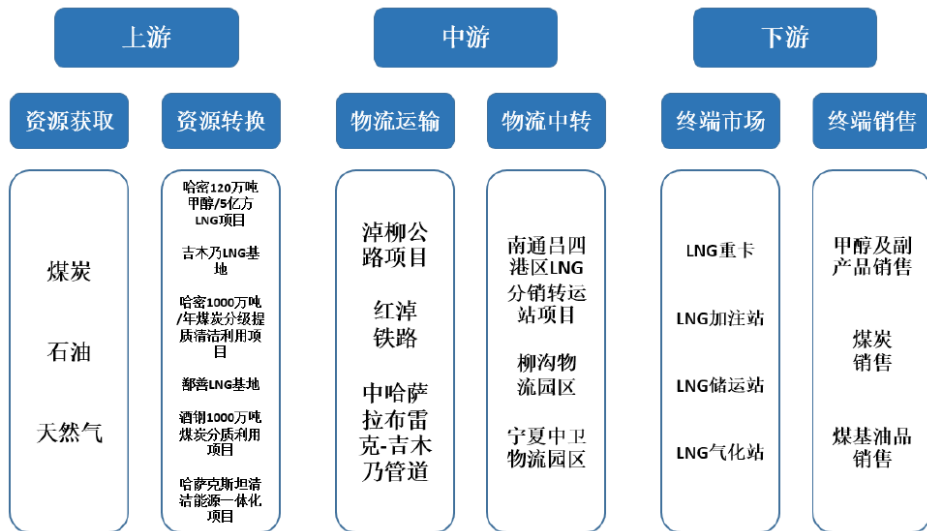 上游
中游
下游
资源获取
资源转换
物流运输
物流中转
终端市场
终端销售
煤炭
石油
天然气
哈密120万吨
甲醇/5亿方
LNG项目
吉木乃LNG基
地
哈密1000万吨
/年煤炭分级提
质清洁利用项
目
鄯善LNG基地
酒钢1000万吨
煤炭分质利用
项目
哈萨克斯坦清
洁能源一体化
项目
淖柳公
路项目
红淖
铁路
中哈萨
拉布雷
克-吉木
乃管道
南通吕四
港区LNG
分销转运
站项目
柳沟物
流园区
宁夏中卫
物流园区
LNG重卡
LNG加注站
LNG储运站
LNG气化站
甲醇及副
产品销售
煤炭
销售
煤基油品
销售